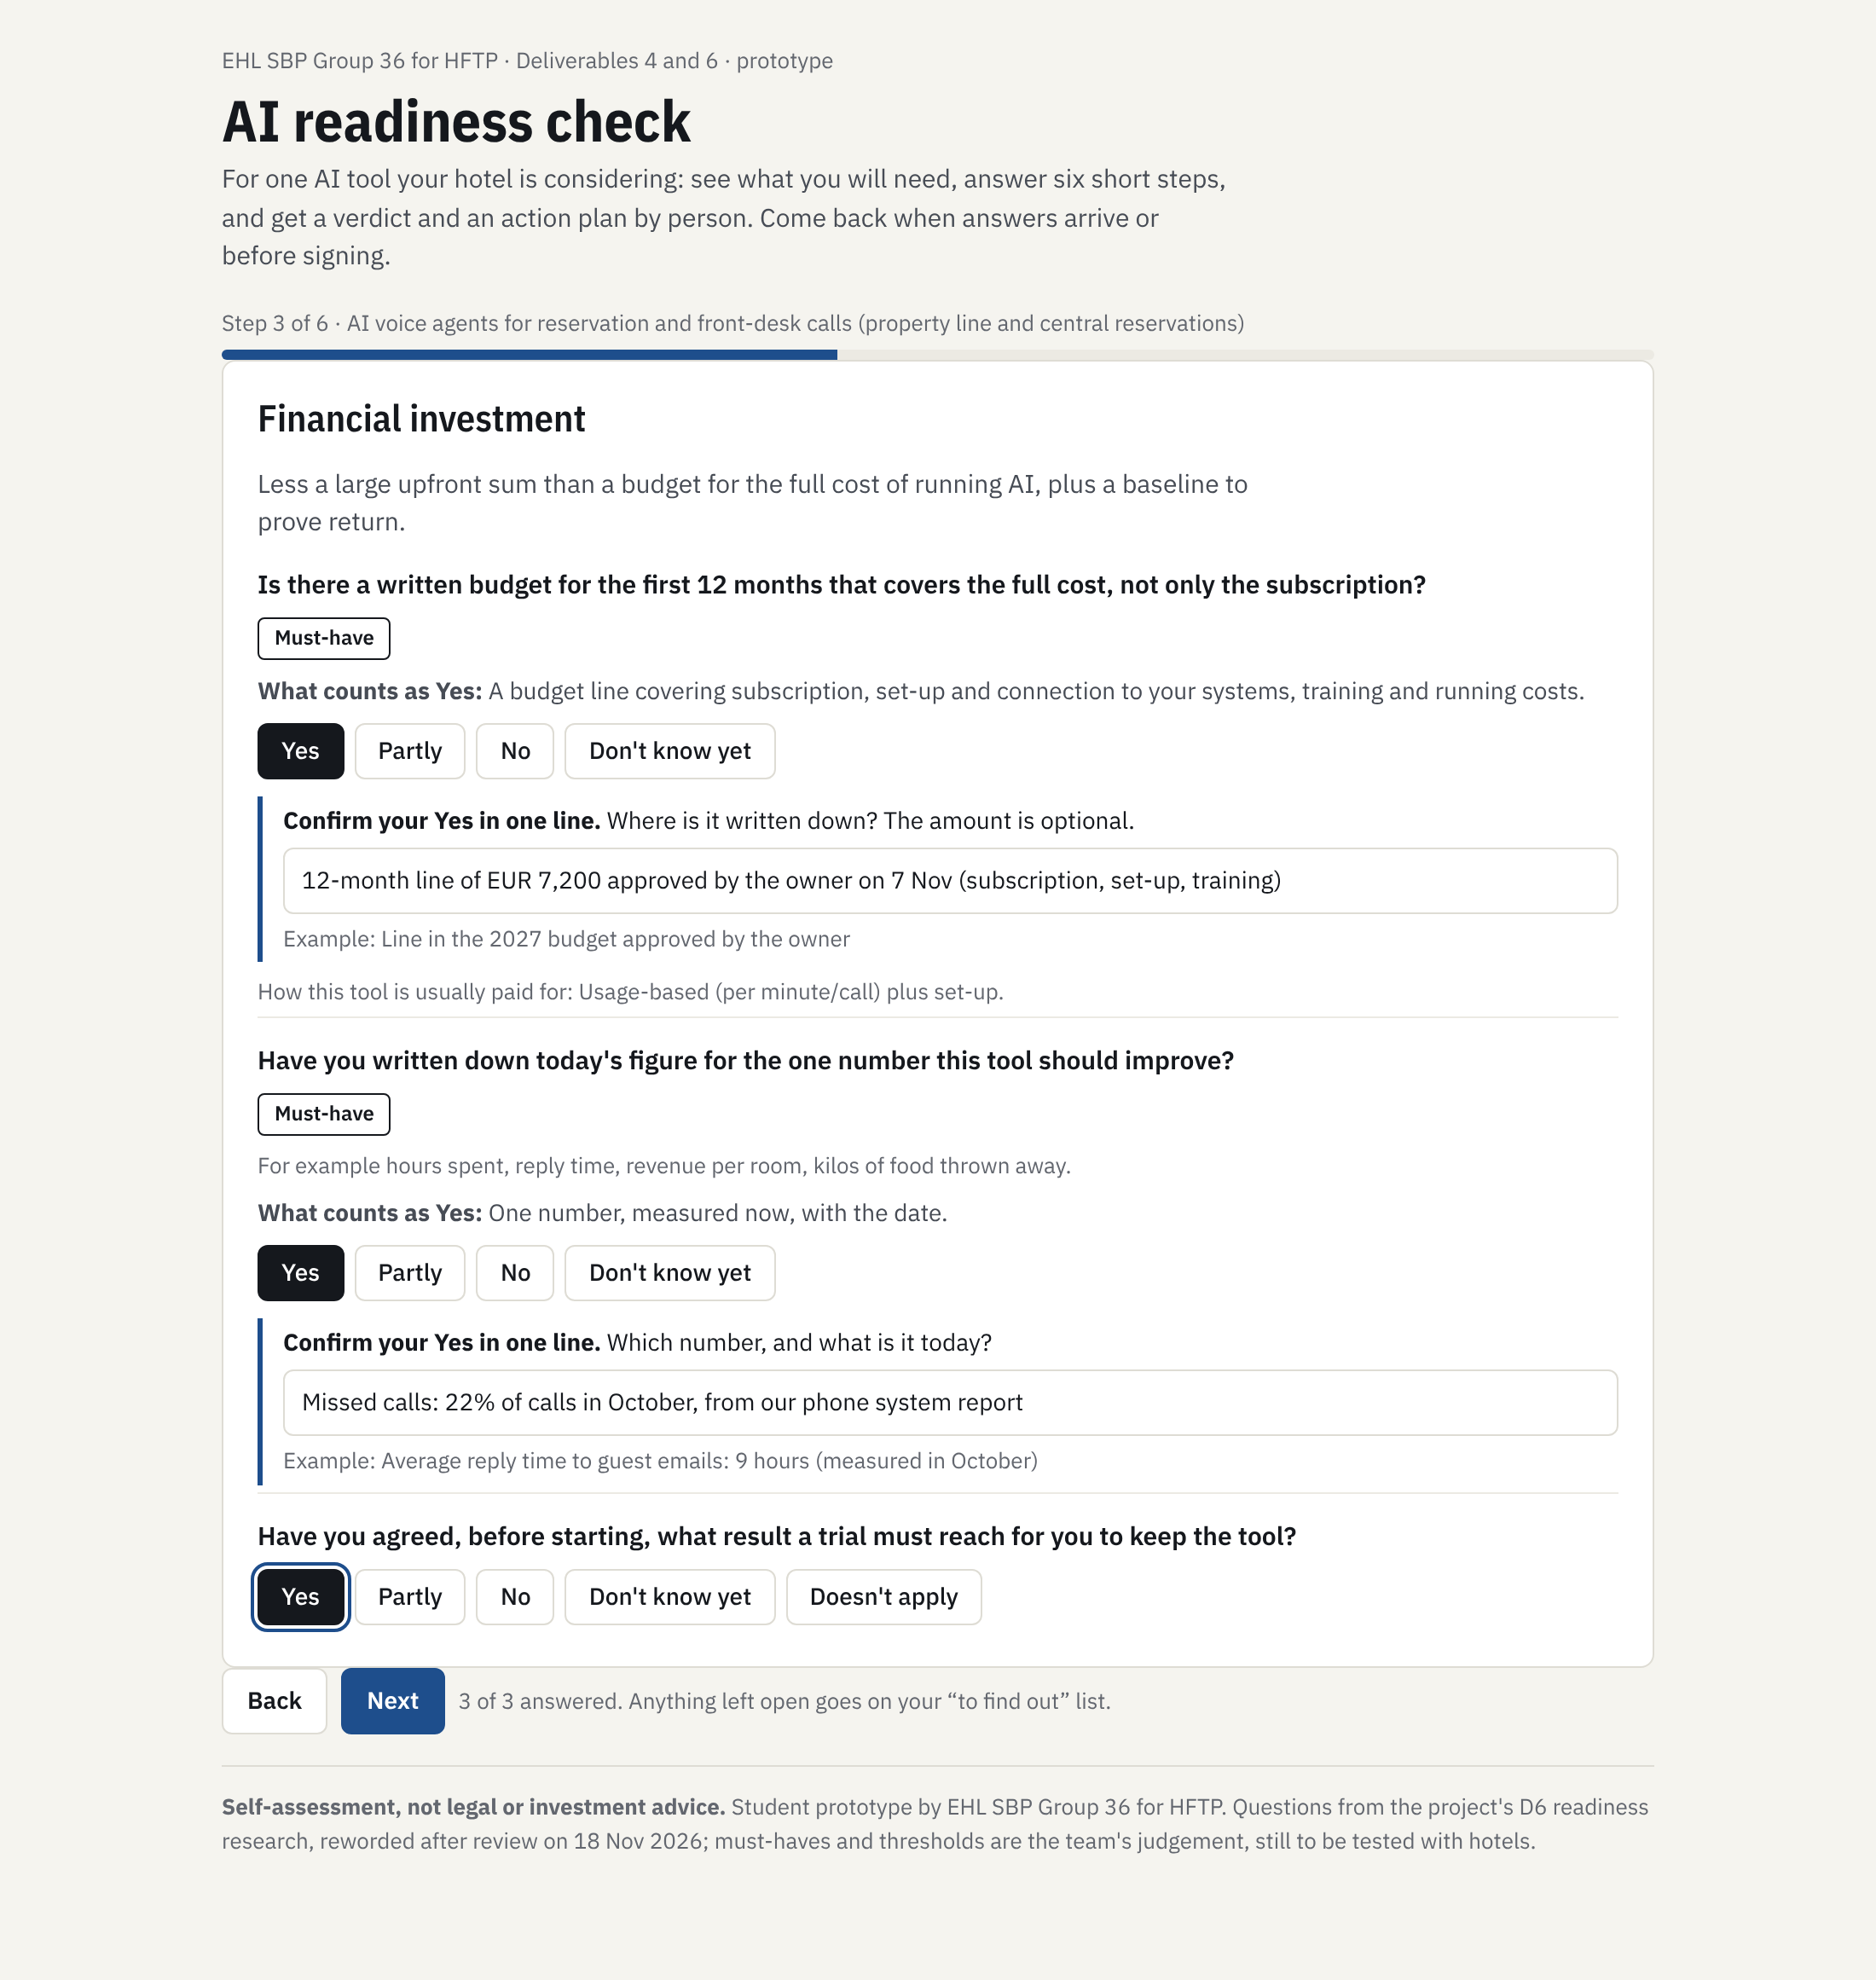 EHL SBP Group 36 for HFTP · Deliverables 4 and 6 · prototype
AI readiness check
For one AI tool your hotel is considering: see what you will need, answer six short steps,
and get a verdict and an action plan by person. Come back when answers arrive or
before signing.
Step 3 of 6 · AI voice agents for reservation and front-desk calls (property line and central reservations)
Financial investment
Less a large upfront sum than a budget for the full cost of running AI, plus a baseline to
prove return.
Is there a written budget for the first 12 months that covers the full cost, not only the subscription?
Must-have
What counts as Yes: A budget line covering subscription, set-up and connection to your systems, training and running costs.
Yes Partly No Don't know yet
Confirm your Yes in one line. Where is it written down? The amount is optional.
12-month line of EUR 7,200 approved by the owner on 7 Nov (subscription, set-up, training)
Example: Line in the 2027 budget approved by the owner
How this tool is usually paid for: Usage-based (per minute/call) plus set-up.
Have you written down today's figure for the one number this tool should improve?
Must-have
For example hours spent, reply time, revenue per room, kilos of food thrown away.
What counts as Yes: One number, measured now, with the date.
Yes Partly No Don't know yet
Confirm your Yes in one line. Which number, and what is it today?
Missed calls: 22% of calls in October, from our phone system report
Example: Average reply time to guest emails: 9 hours (measured in October)
Have you agreed, before starting, what result a trial must reach for you to keep the tool?
Yes Partly No Don't know yet Doesn't apply
Back Next 3 of 3 answered. Anything left open goes on your “to find out” list.
Self-assessment, not legal or investment advice. Student prototype by EHL SBP Group 36 for HFTP. Questions from the project's D6 readiness
research, reworded after review on 18 Nov 2026; must-haves and thresholds are the team's judgement, still to be tested with hotels.